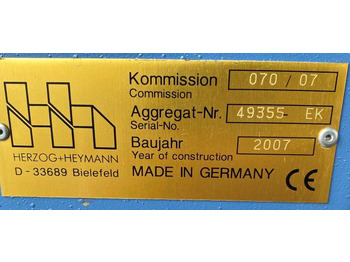 Kommission 070 / 07
Commission
Aggregat-Nr. 49355- EK
Serial-No.
Baujahr 2007
Year of construction
HERZOG+HEYMANN
D - 33689 Bielefeld
MADE IN GERMANY CE